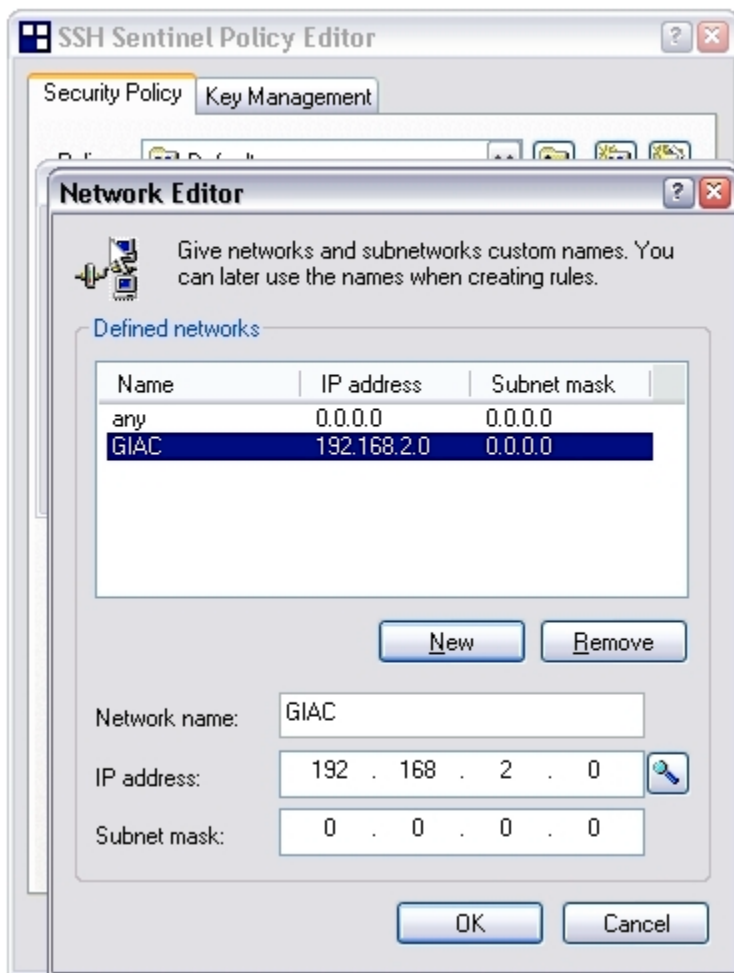 SSH Sentinel Policy Editor
Security Policy
Key Management
Network Editor
Give networks and subnetworks custom names. You
can later use the names when creating rules.
Defined networks
Name IP address Subnet mask
any 0.0.0.0 0.0.0.0
GIAC 192.168.2.0 0.0.0.0
New Remove
Network name: GIAC
IP address: 192 . 168 . 2 . 0
Subnet mask: 0 . 0 . 0 . 0
OK Cancel